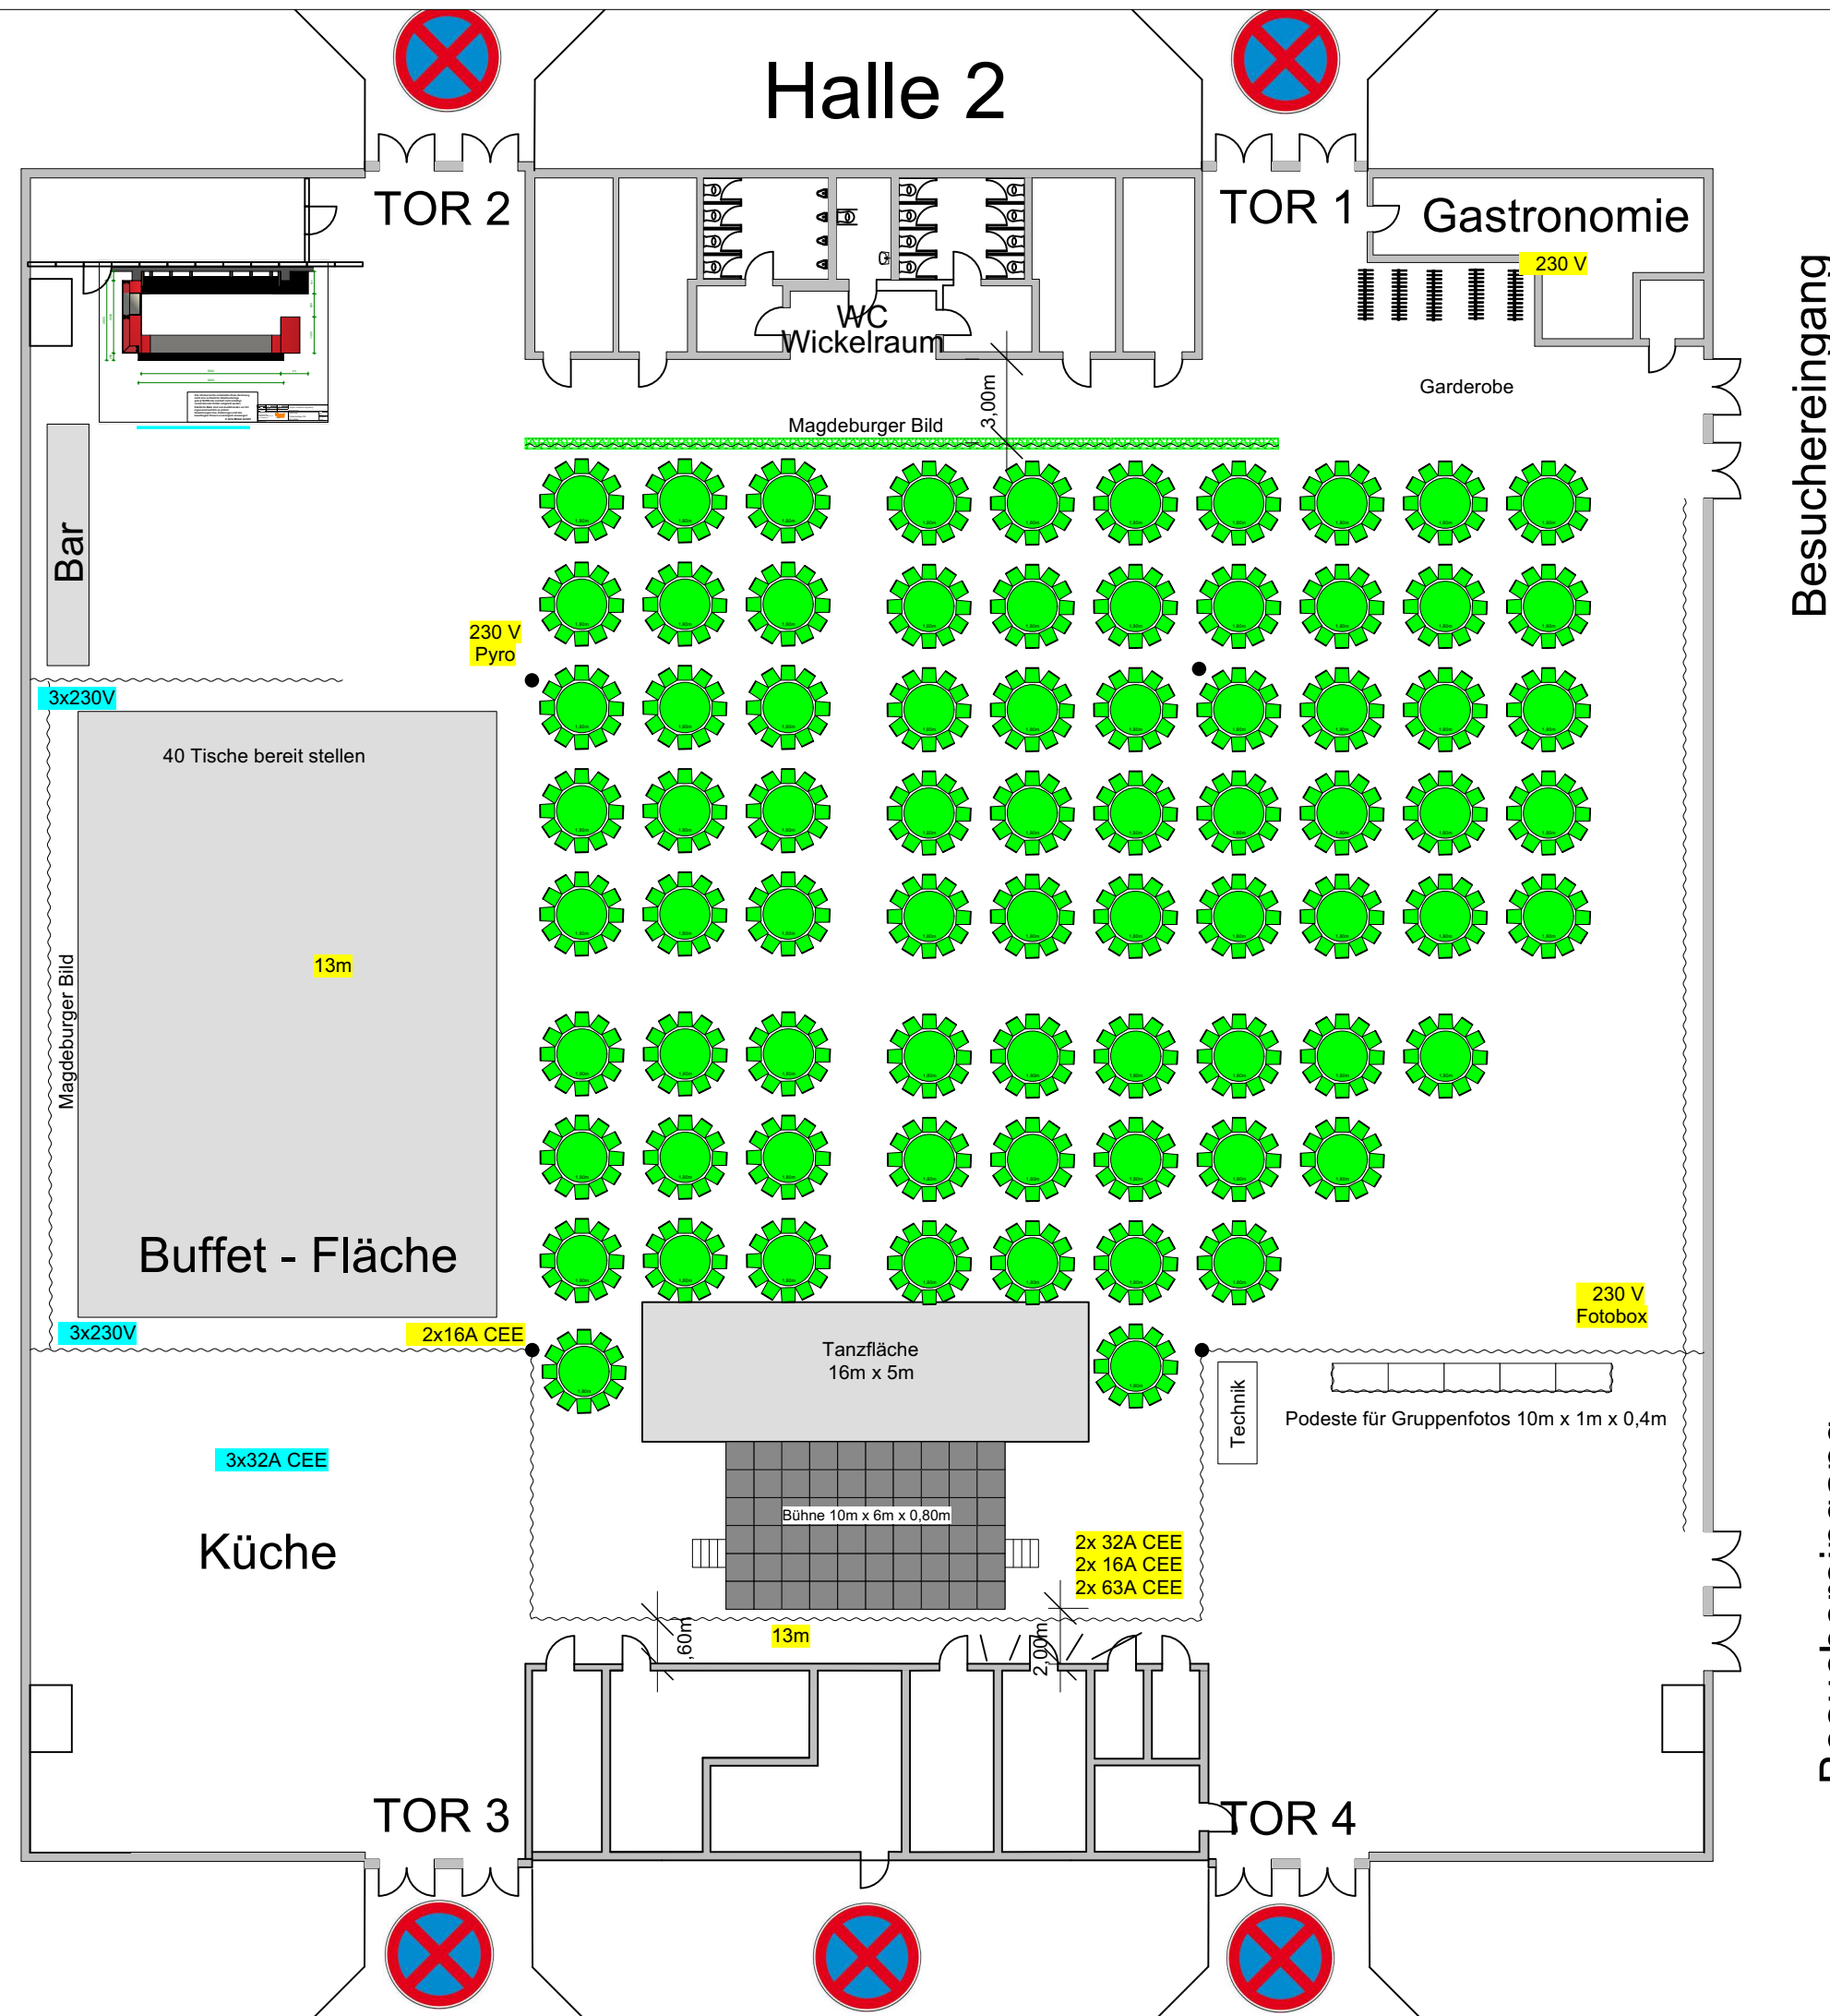 Halle 2
TOR 2
TOR 1
Gastronomie
230 V
Besuchereingang
WC
Wickelraum
Garderobe
3,00m
Magdeburger Bild
Bar
230 V
Pyro
3x230V
40 Tische bereit stellen
13m
Magdeburger Bild
Buffet - Fläche
230 V
Fotobox
3x230V
2x16A CEE
Tanzfläche
16m x 5m
Technik
Podeste für Gruppenfotos 10m x 1m x 0,4m
3x32A CEE
Bühne 10m x 6m x 0,80m
Küche
2x 32A CEE
2x 16A CEE
2x 63A CEE
,60m
13m
2,00m
TOR 3
TOR 4